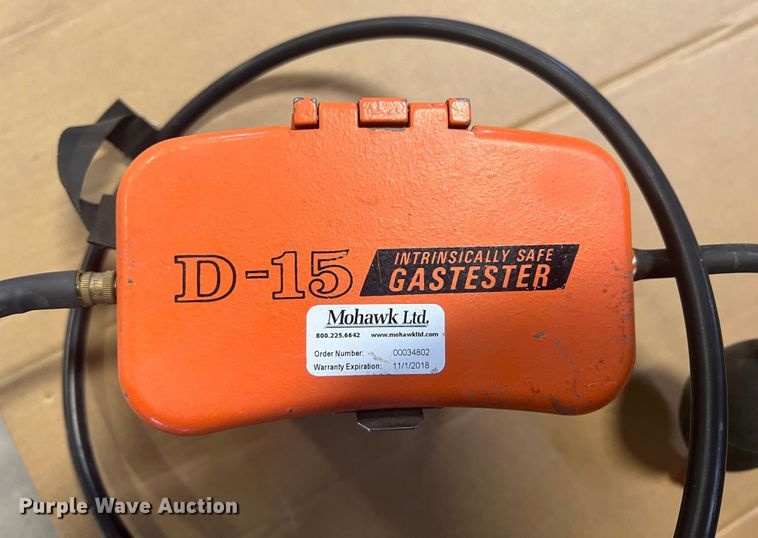 D-15
INTRINSICALLY SAFE
GASTESTER
Mohawk Ltd.
800.225.6642 www.mohawkltd.com
Order Number: 00034802
Warranty Expiration: 11/1/2018
Purple Wave Auction